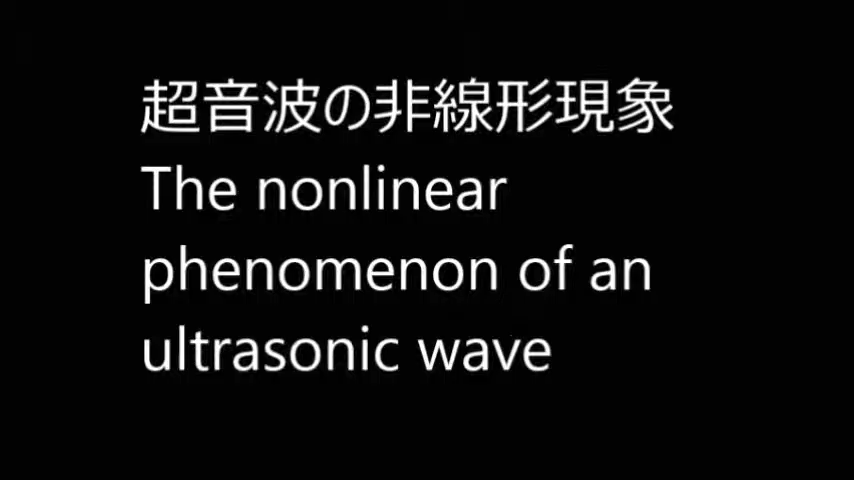 超音波の非線形現象
The nonlinear
phenomenon of an
ultrasonic wave